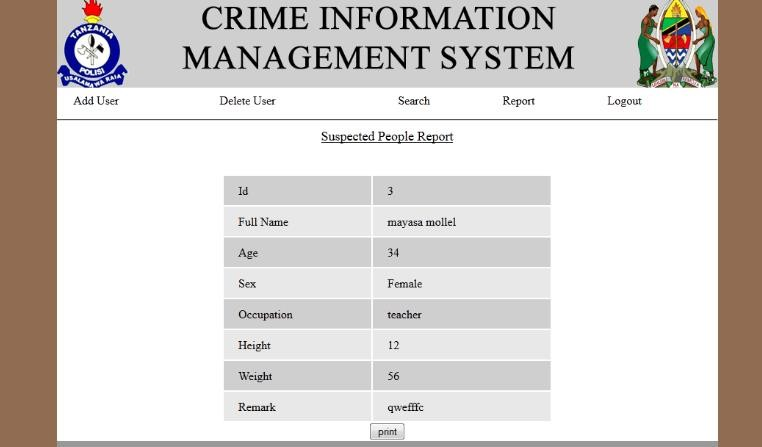 CRIME INFORMATION
MANAGEMENT SYSTEM
TANZANIA
POLISI
USALAMA WA RAIA
Add User Delete User Search Report Logout
Suspected People Report
Id 3
Full Name mayasa mollel
Age 34
Sex Female
Occupation teacher
Height 12
Weight 56
Remark qwefffc
print